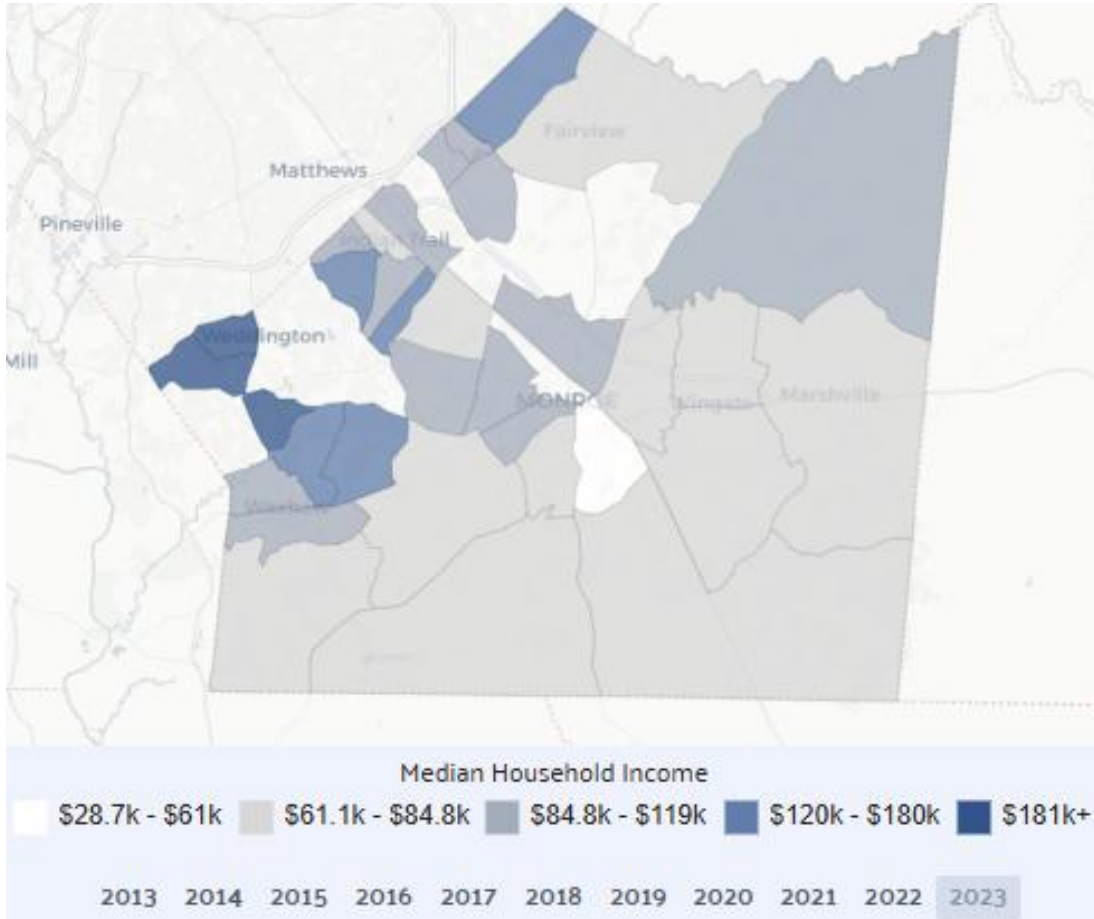 Fairview
Matthews
Pineville
Indian Trail
Weddington
Mill
MONROE
Wingate
Marshville
Waxhaw
Median Household Income
$28.7k - $61k $61.1k - $84.8k $84.8k - $119k $120k - $180k $181k+
2013 2014 2015 2016 2017 2018 2019 2020 2021 2022 2023